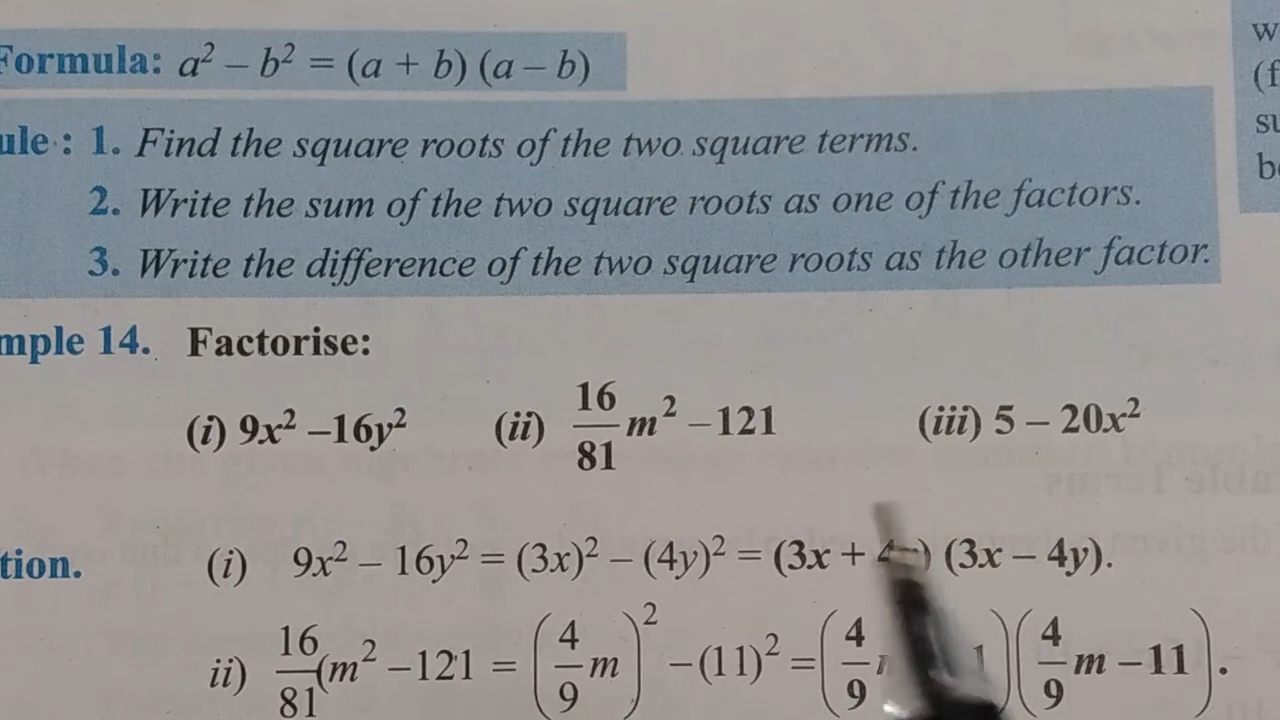 Formula: a² – b² = (a + b) (a – b)
ule : 1. Find the square roots of the two square terms.
2. Write the sum of the two square roots as one of the factors.
3. Write the difference of the two square roots as the other factor.
mple 14. Factorise:
(i) 9x² –16y² (ii) 16/81 m² –121 (iii) 5 – 20x²
tion. (i) 9x² – 16y² = (3x)² – (4y)² = (3x + 4 ) (3x – 4y).
ii) 16/81 (m² –121 = (4/9 m)² –(11)² = (4/9 1) (4/9 m –11).
w
(f
su